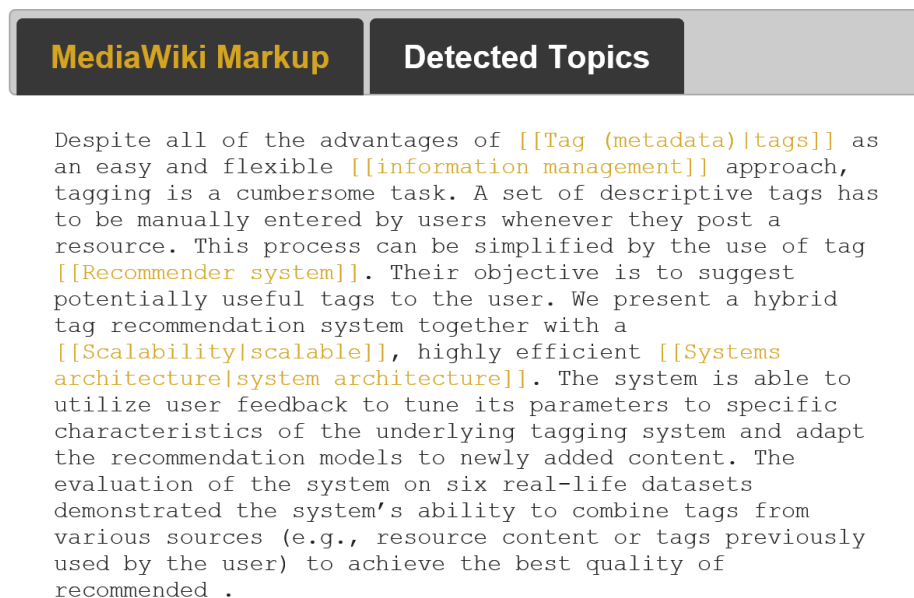 MediaWiki Markup
Detected Topics
Despite all of the advantages of [[Tag (metadata)|tags]] as
an easy and flexible [[information management]] approach,
tagging is a cumbersome task. A set of descriptive tags has
to be manually entered by users whenever they post a
resource. This process can be simplified by the use of tag
[[Recommender system]]. Their objective is to suggest
potentially useful tags to the user. We present a hybrid
tag recommendation system together with a
[[Scalability|scalable]], highly efficient [[Systems
architecture|system architecture]]. The system is able to
utilize user feedback to tune its parameters to specific
characteristics of the underlying tagging system and adapt
the recommendation models to newly added content. The
evaluation of the system on six real-life datasets
demonstrated the system’s ability to combine tags from
various sources (e.g., resource content or tags previously
used by the user) to achieve the best quality of
recommended .